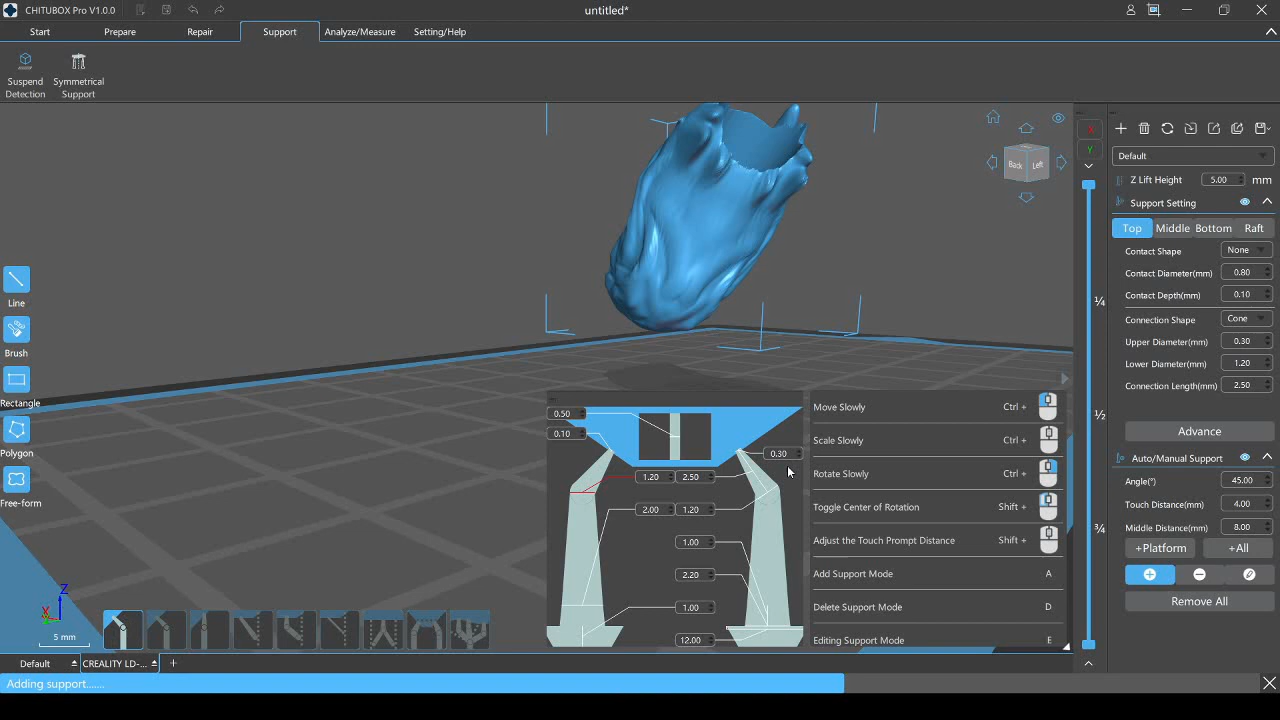 CHITUBOX Pro V1.0.0
untitled*
Start
Prepare
Repair
Support
Analyze/Measure
Setting/Help
Suspend
Detection
Symmetrical
Support
Line
Brush
Rectangle
Polygon
Free-form
Back
Left
X
Y
¼
½
¾
Default
Z Lift Height
5.00
mm
Support Setting
Top
Middle
Bottom
Raft
Contact Shape
None
Contact Diameter(mm)
0.80
Contact Depth(mm)
0.10
Connection Shape
Cone
Upper Diameter(mm)
0.30
Lower Diameter(mm)
1.20
Connection Length(mm)
2.50
Advance
Auto/Manual Support
Angle(°)
45.00
Touch Distance(mm)
4.00
Middle Distance(mm)
8.00
+Platform
+All
Remove All
0.50
0.10
0.30
1.20
2.50
2.00
1.20
1.00
2.20
1.00
12.00
Move Slowly
Ctrl +
Scale Slowly
Ctrl +
Rotate Slowly
Ctrl +
Toggle Center of Rotation
Shift +
Adjust the Touch Prompt Distance
Shift +
Add Support Mode
A
Delete Support Mode
D
Editing Support Mode
E
Z
X
Y
5 mm
Default
CREALITY LD-...
Adding support......